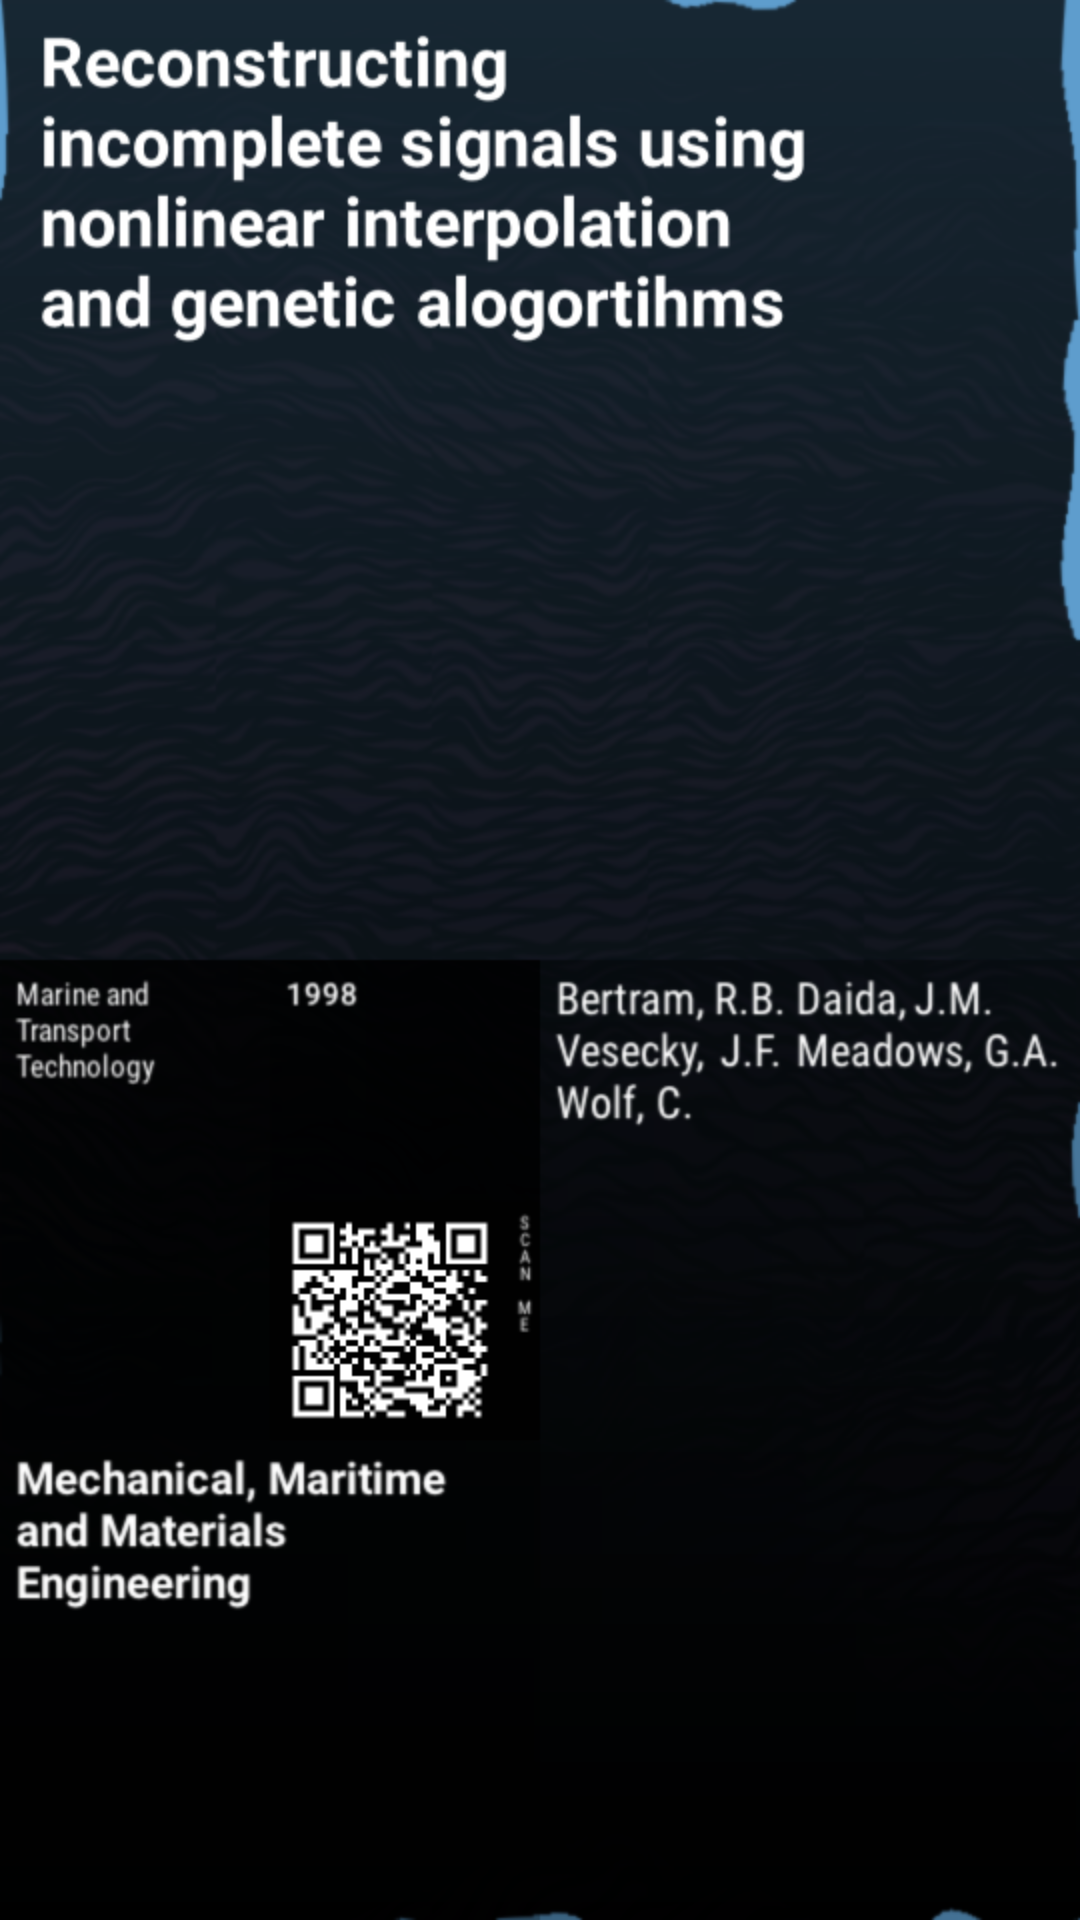 Reconstructing
incomplete signals using
nonlinear interpolation
and genetic alogortihms
Marine and
Transport
Technology
1998
Bertram, R.B. Daida, J.M.
Vesecky, J.F. Meadows, G.A.
Wolf, C.
SCAN ME
Mechanical, Maritime
and Materials
Engineering